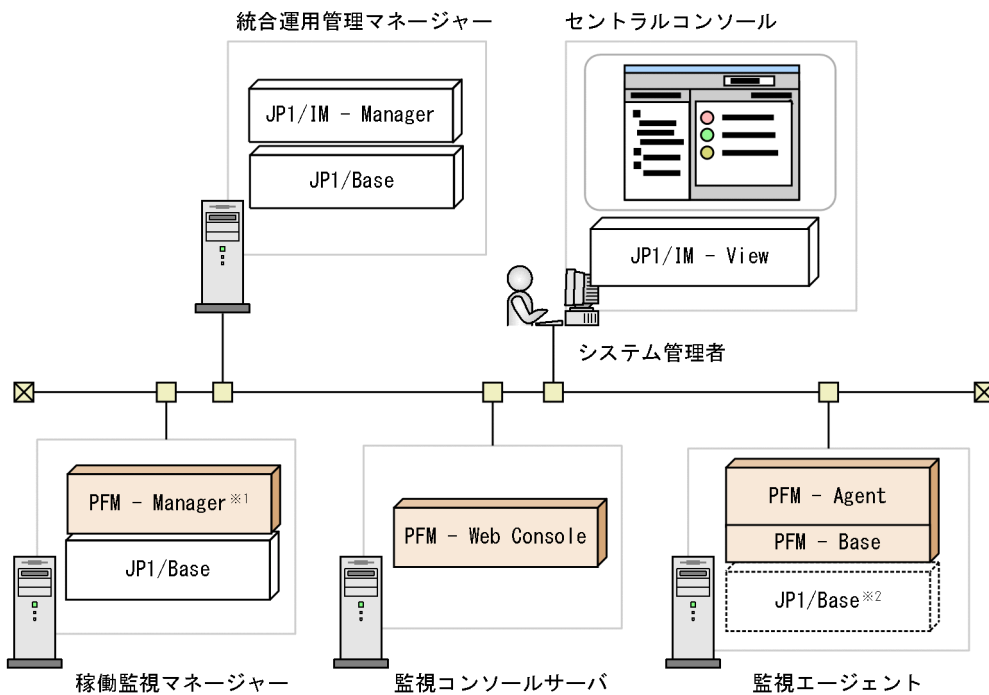 統合運用管理マネージャー
セントラルコンソール
JP1/IM - Manager
JP1/Base
JP1/IM - View
システム管理者
PFM - Manager※1
JP1/Base
PFM - Web Console
PFM - Agent
PFM - Base
JP1/Base※2
稼働監視マネージャー
監視コンソールサーバ
監視エージェント